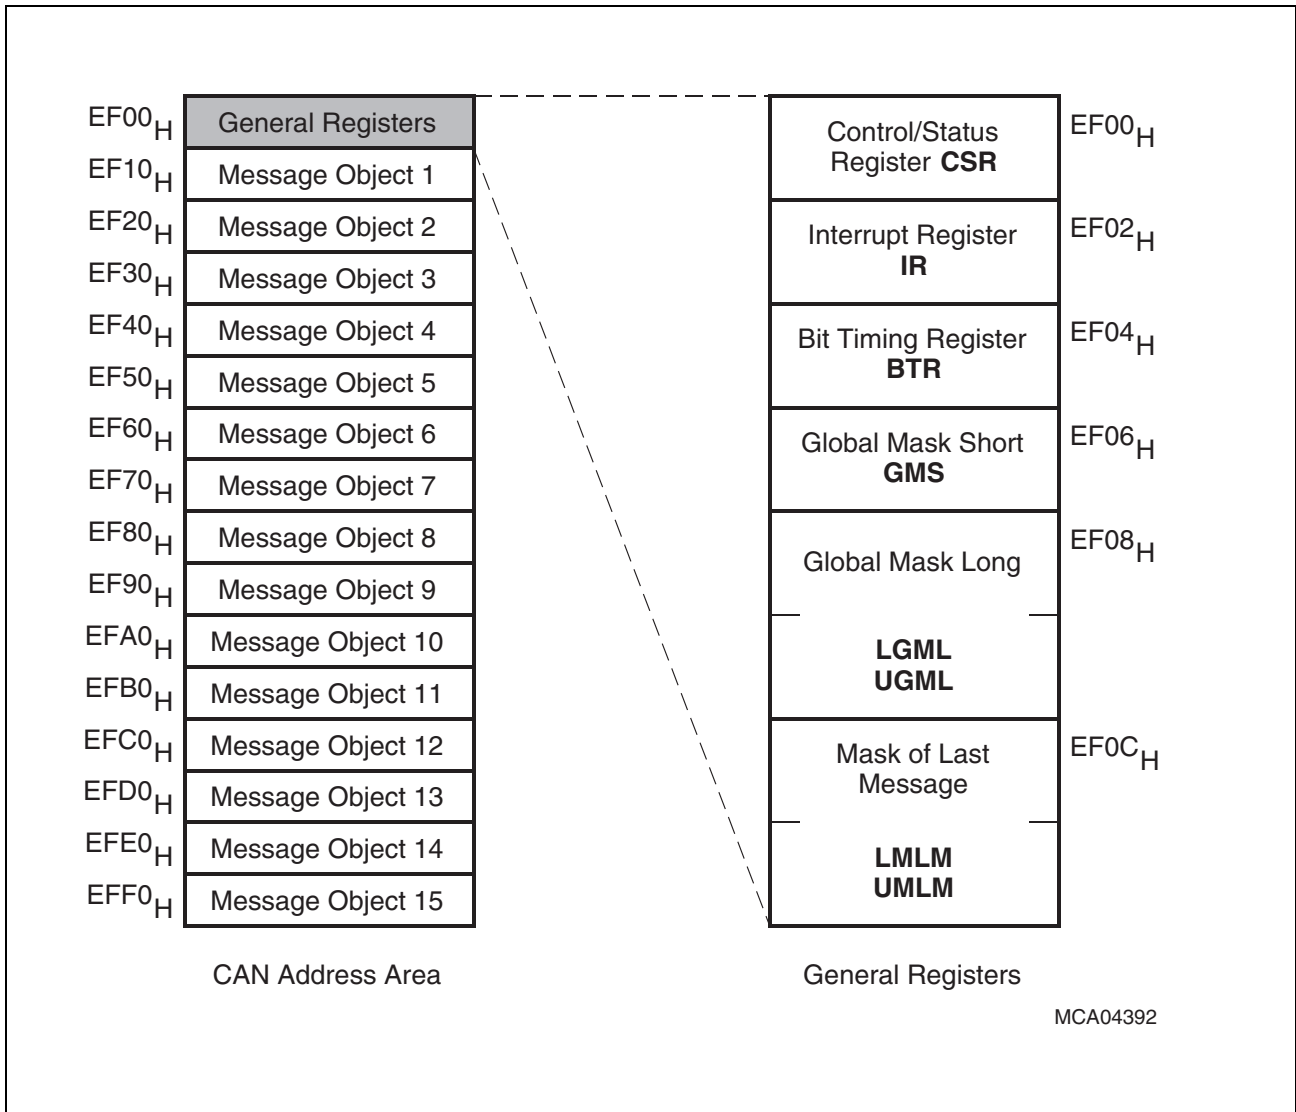 EF00H General Registers
EF10H Message Object 1
EF20H Message Object 2
EF30H Message Object 3
EF40H Message Object 4
EF50H Message Object 5
EF60H Message Object 6
EF70H Message Object 7
EF80H Message Object 8
EF90H Message Object 9
EFA0H Message Object 10
EFB0H Message Object 11
EFC0H Message Object 12
EFD0H Message Object 13
EFE0H Message Object 14
EFF0H Message Object 15
CAN Address Area
Control/Status EF00H
Register CSR
Interrupt Register EF02H
IR
Bit Timing Register EF04H
BTR
Global Mask Short EF06H
GMS
Global Mask Long EF08H
LGML
UGML
Mask of Last EF0CH
Message
LMLM
UMLM
General Registers
MCA04392